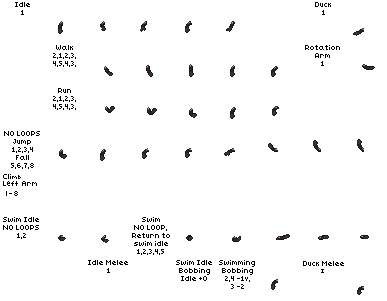 Idle
1
Duck
1
Walk
2,1,2,3,
4,5,4,3,
Rotation
Arm
1
Run
2,1,2,3,
4,5,4,3,
NO LOOPS
Jump
1,2,3,4
Fall
5,6,7,8
Climb
Left Arm
1-8
Swim Idle
NO LOOPS
1,2
Swim
NO LOOP,
Return to
swim idle
1,2,3,4,5
Idle Melee
1
Swim Idle
Bobbing
Idle +0
Swimming
Bobbing
2,4 -1v,
3 -2
Duck Melee
1